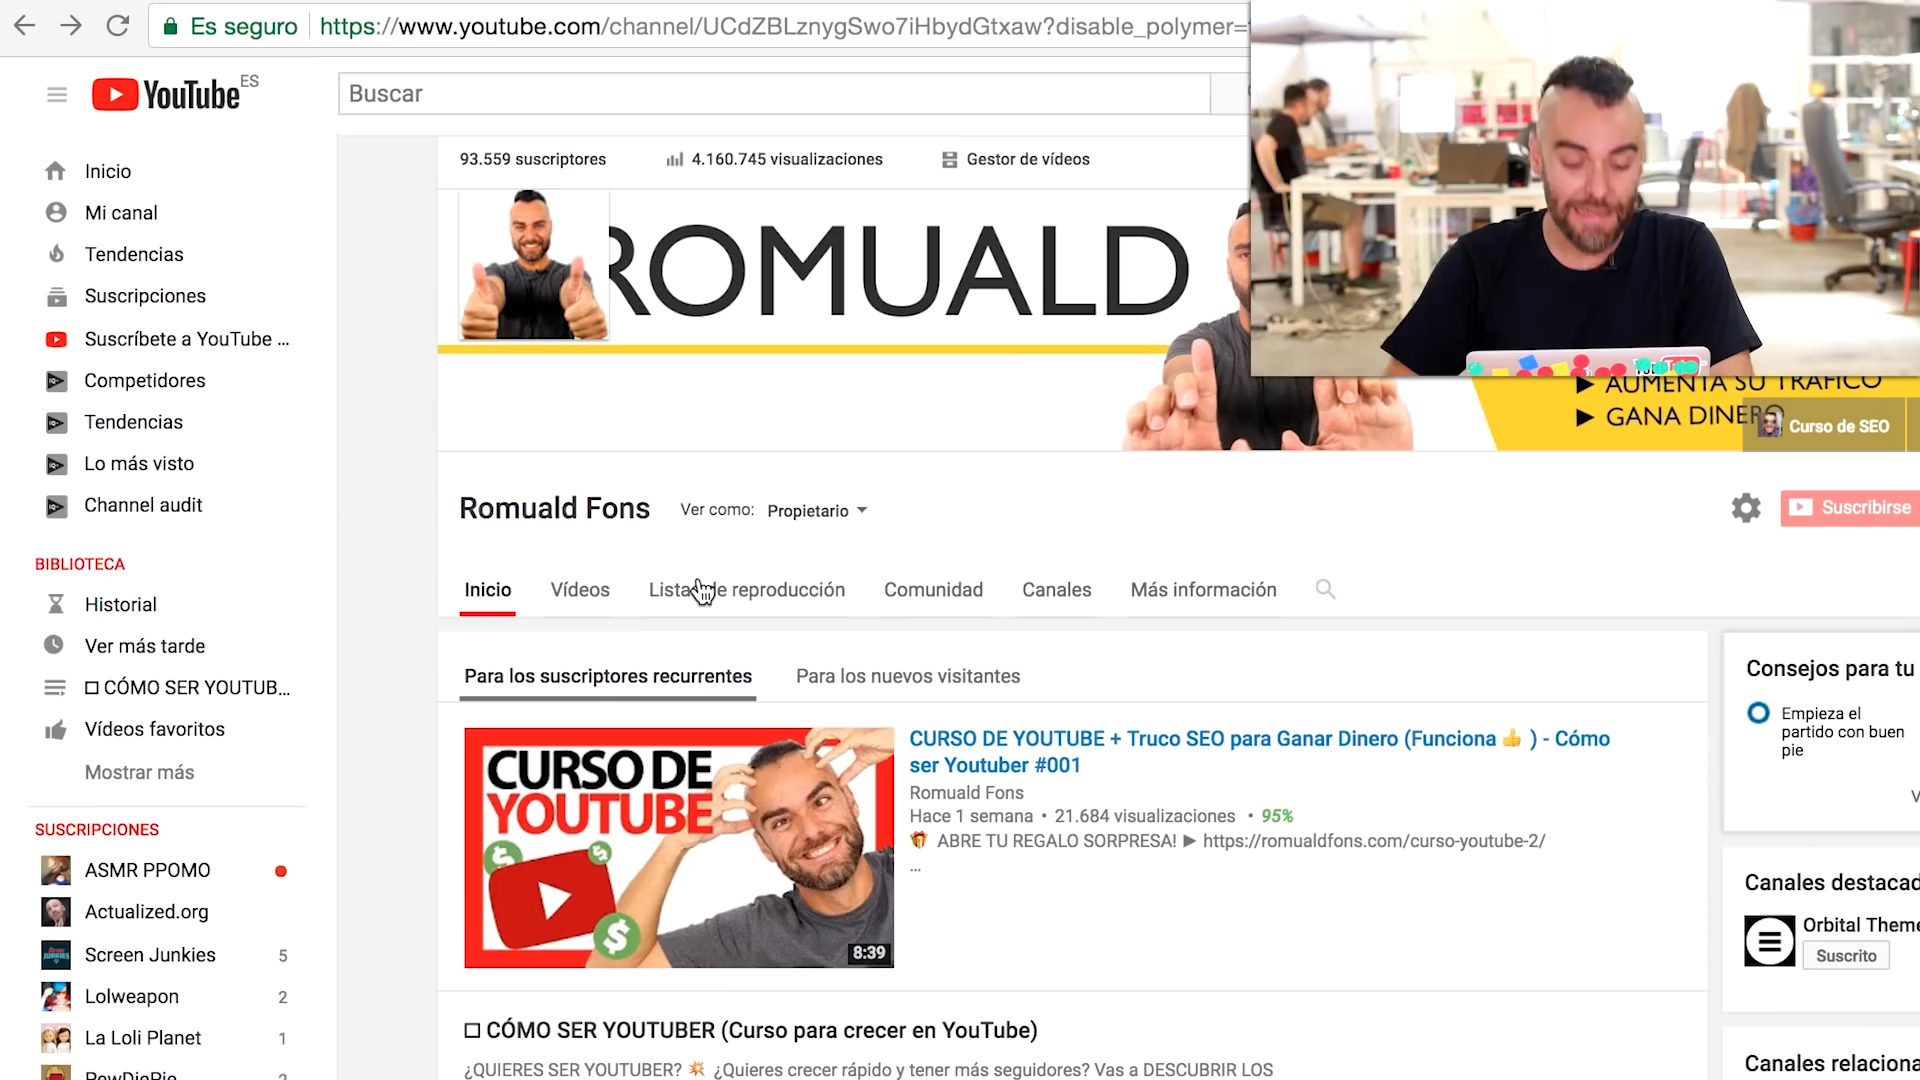 Es seguro
https://www.youtube.com/channel/UCdZBLznygSwo7iHbydGtxaw?disable_polymer=
YouTube ES
Buscar
Inicio
Mi canal
Tendencias
Suscripciones
Suscríbete a YouTube ...
Competidores
Tendencias
Lo más visto
Channel audit
BIBLIOTECA
Historial
Ver más tarde
CÓMO SER YOUTUB...
Vídeos favoritos
Mostrar más
SUSCRIPCIONES
ASMR PPOMO
Actualized.org
Screen Junkies 5
Lolweapon 2
La Loli Planet 1
PewDiePie
93.559 suscriptores
4.160.745 visualizaciones
Gestor de vídeos
ROMUALD
▶ AUMENTA SU TRÁFICO
▶ GANA DINERO
Curso de SEO
Romuald Fons
Ver como: Propietario
Suscribirse
Inicio Vídeos Listas de reproducción Comunidad Canales Más información
Para los suscriptores recurrentes Para los nuevos visitantes
CURSO DE
YOUTUBE
8:39
CURSO DE YOUTUBE + Truco SEO para Ganar Dinero (Funciona 👍 ) - Cómo
ser Youtuber #001
Romuald Fons
Hace 1 semana • 21.684 visualizaciones • 95%
🎁 ABRE TU REGALO SORPRESA! ▶ https://romualdfons.com/curso-youtube-2/
...
CÓMO SER YOUTUBER (Curso para crecer en YouTube)
¿QUIERES SER YOUTUBER? 💥 ¿Quieres crecer rápido y tener más seguidores? Vas a DESCUBRIR LOS
Consejos para tu
Empieza el
partido con buen
pie
Canales destacad
Orbital Theme
Suscrito
Canales relaciona